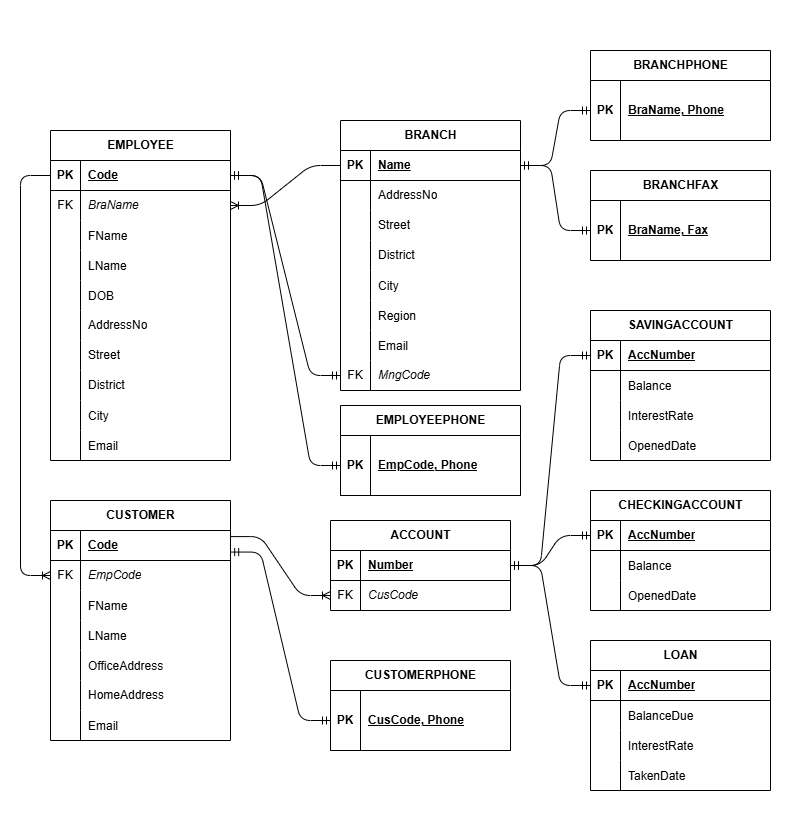 EMPLOYEE
PK Code
FK BraName
FName
LName
DOB
AddressNo
Street
District
City
Email
BRANCH
PK Name
AddressNo
Street
District
City
Region
Email
FK MngCode
BRANCHPHONE
PK BraName, Phone
BRANCHFAX
PK BraName, Fax
EMPLOYEEPHONE
PK EmpCode, Phone
SAVINGACCOUNT
PK AccNumber
Balance
InterestRate
OpenedDate
CUSTOMER
PK Code
FK EmpCode
FName
LName
OfficeAddress
HomeAddress
Email
ACCOUNT
PK Number
FK CusCode
CHECKINGACCOUNT
PK AccNumber
Balance
OpenedDate
CUSTOMERPHONE
PK CusCode, Phone
LOAN
PK AccNumber
BalanceDue
InterestRate
TakenDate